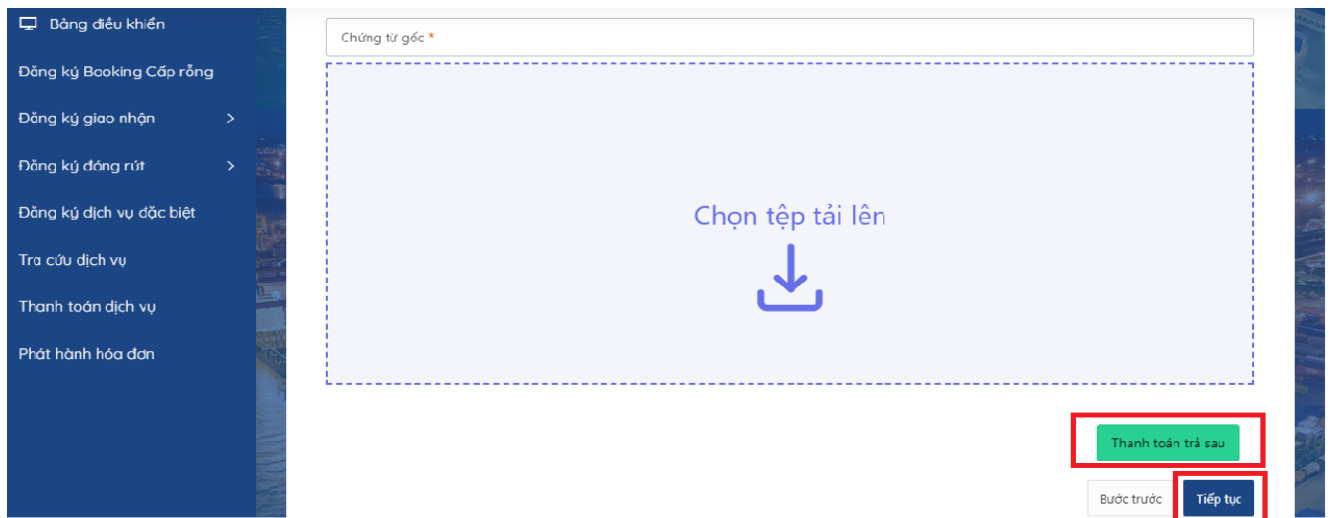 Bảng điều khiển
Đăng ký Booking Cấp rỗng
Đăng ký giao nhận
Đăng ký đóng rút
Đăng ký dịch vụ đặc biệt
Tra cứu dịch vụ
Thanh toán dịch vụ
Phát hành hóa đơn
Chứng từ gốc *
Chọn tệp tải lên
Thanh toán trả sau
Bước trước
Tiếp tục